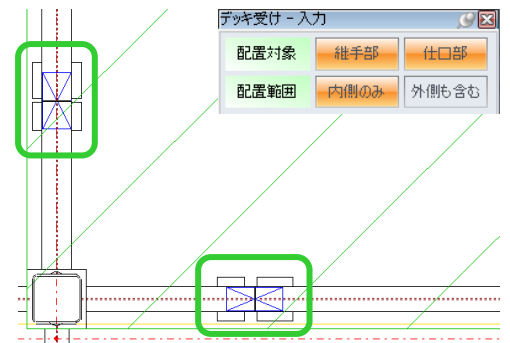 デッキ受け - 入力
配置対象 継手部 仕口部
配置範囲 内側のみ 外側も含む